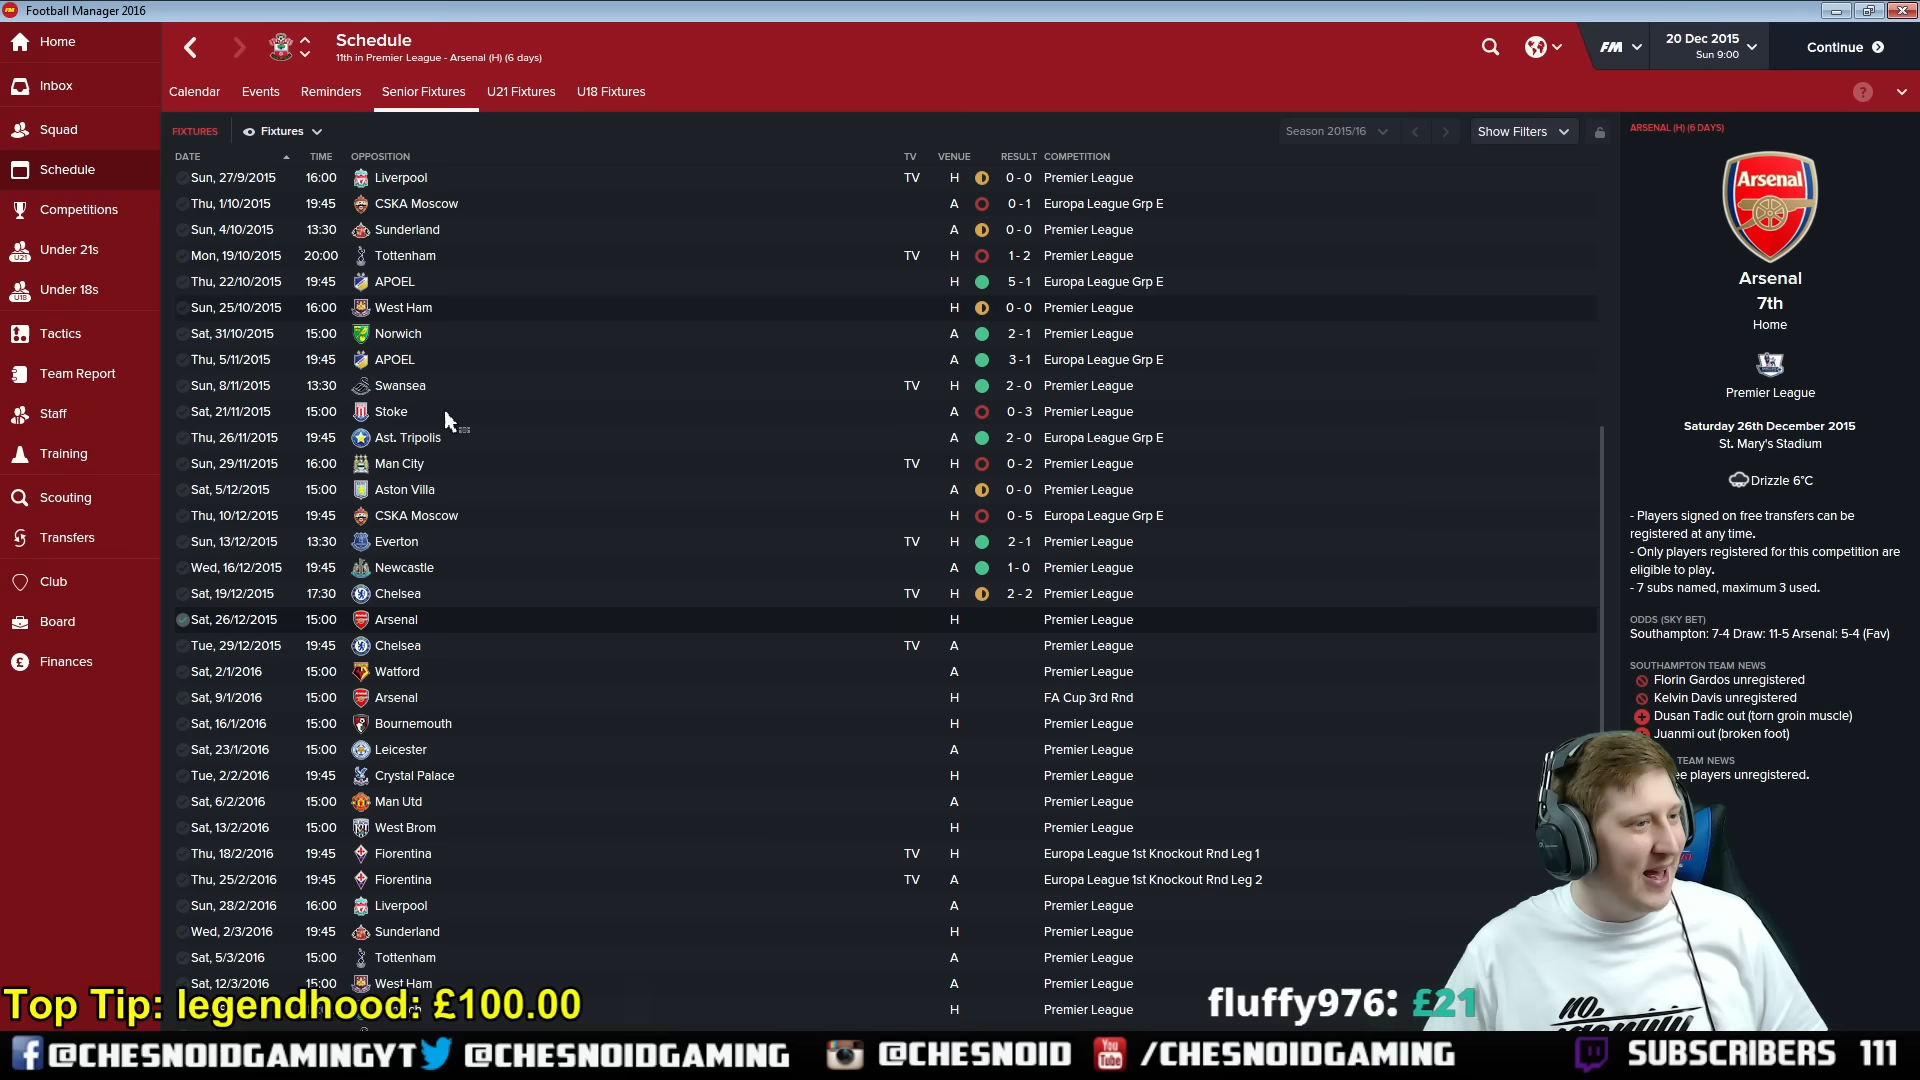 Football Manager 2016
Home
Inbox
Squad
Schedule
Competitions
Under 21s
Under 18s
Tactics
Team Report
Staff
Training
Scouting
Transfers
Club
Board
Finances
Schedule
11th in Premier League - Arsenal (H) (6 days)
FM
20 Dec 2015
Sun 9:00
Continue
Calendar Events Reminders Senior Fixtures U21 Fixtures U18 Fixtures
FIXTURES Fixtures Season 2015/16 Show Filters
DATE TIME OPPOSITION TV VENUE RESULT COMPETITION
Sun, 27/9/2015 16:00 Liverpool TV H 0 - 0 Premier League
Thu, 1/10/2015 19:45 CSKA Moscow A 0 - 1 Europa League Grp E
Sun, 4/10/2015 13:30 Sunderland A 0 - 0 Premier League
Mon, 19/10/2015 20:00 Tottenham TV H 1 - 2 Premier League
Thu, 22/10/2015 19:45 APOEL H 5 - 1 Europa League Grp E
Sun, 25/10/2015 16:00 West Ham H 0 - 0 Premier League
Sat, 31/10/2015 15:00 Norwich A 2 - 1 Premier League
Thu, 5/11/2015 19:45 APOEL A 3 - 1 Europa League Grp E
Sun, 8/11/2015 13:30 Swansea TV H 2 - 0 Premier League
Sat, 21/11/2015 15:00 Stoke A 0 - 3 Premier League
Thu, 26/11/2015 19:45 Ast. Tripolis A 2 - 0 Europa League Grp E
Sun, 29/11/2015 16:00 Man City TV H 0 - 2 Premier League
Sat, 5/12/2015 15:00 Aston Villa A 0 - 0 Premier League
Thu, 10/12/2015 19:45 CSKA Moscow H 0 - 5 Europa League Grp E
Sun, 13/12/2015 13:30 Everton TV H 2 - 1 Premier League
Wed, 16/12/2015 19:45 Newcastle A 1 - 0 Premier League
Sat, 19/12/2015 17:30 Chelsea TV H 2 - 2 Premier League
Sat, 26/12/2015 15:00 Arsenal H Premier League
Tue, 29/12/2015 19:45 Chelsea TV A Premier League
Sat, 2/1/2016 15:00 Watford A Premier League
Sat, 9/1/2016 15:00 Arsenal H FA Cup 3rd Rnd
Sat, 16/1/2016 15:00 Bournemouth H Premier League
Sat, 23/1/2016 15:00 Leicester A Premier League
Tue, 2/2/2016 19:45 Crystal Palace H Premier League
Sat, 6/2/2016 15:00 Man Utd A Premier League
Sat, 13/2/2016 15:00 West Brom H Premier League
Thu, 18/2/2016 19:45 Fiorentina TV H Europa League 1st Knockout Rnd Leg 1
Thu, 25/2/2016 19:45 Fiorentina TV A Europa League 1st Knockout Rnd Leg 2
Sun, 28/2/2016 16:00 Liverpool A Premier League
Wed, 2/3/2016 19:45 Sunderland H Premier League
Sat, 5/3/2016 15:00 Tottenham A Premier League
Sat, 12/3/2016 15:00 West Ham A Premier League
H Premier League
ARSENAL (H) (6 DAYS)
Arsenal
Arsenal
7th
Home
Premier League
Saturday 26th December 2015
St. Mary's Stadium
Drizzle 6°C
- Players signed on free transfers can be
registered at any time.
- Only players registered for this competition are
eligible to play.
- 7 subs named, maximum 3 used.
ODDS (SKY BET)
Southampton: 7-4 Draw: 11-5 Arsenal: 5-4 (Fav)
SOUTHAMPTON TEAM NEWS
Florin Gardos unregistered
Kelvin Davis unregistered
Dusan Tadic out (torn groin muscle)
Juanmi out (broken foot)
TEAM NEWS
players unregistered.
Top Tip: legendhood: £100.00
fluffy976: £21
@CHESNOIDGAMINGYT @CHESNOIDGAMING @CHESNOID You Tube /CHESNOIDGAMING SUBSCRIBERS 111